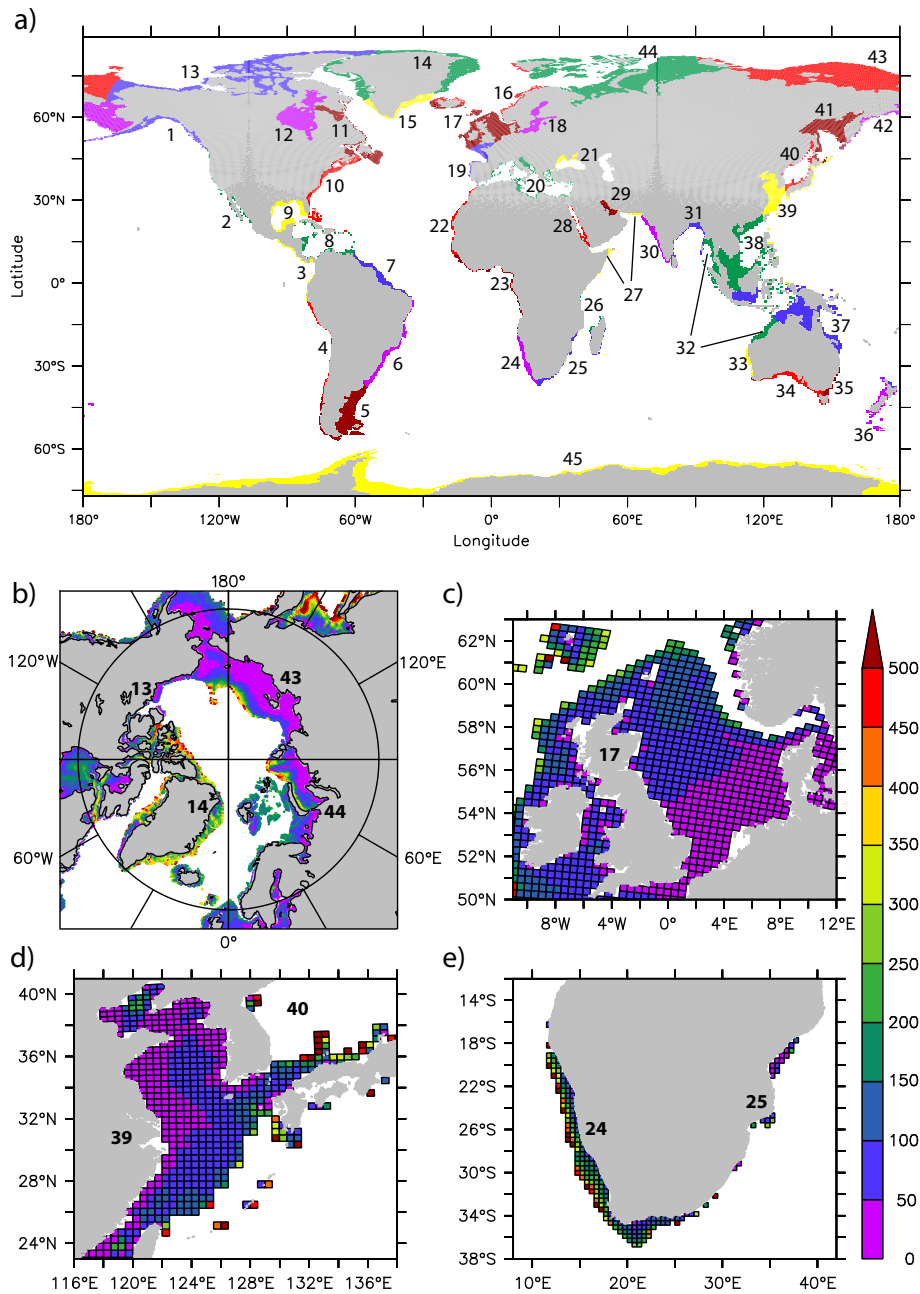 a)
60°N
30°N
0°
30°S
60°S
Latitude
180°
120°W
60°W
0°
60°E
120°E
180°
Longitude
1
2
3
4
5
6
7
8
9
10
11
12
13
14
15
16
17
18
19
20
21
22
23
24
25
26
27
28
29
30
31
32
33
34
35
36
37
38
39
40
41
42
43
44
45
b)
180°
120°W
120°E
60°W
60°E
0°
13
43
14
44
c)
62°N
60°N
58°N
56°N
54°N
52°N
50°N
8°W
4°W
0°
4°E
8°E
12°E
17
d)
40°N
36°N
32°N
28°N
24°N
116°E
120°E
124°E
128°E
132°E
136°E
40
39
e)
14°S
18°S
22°S
26°S
30°S
34°S
38°S
10°E
20°E
30°E
40°E
24
25
500
450
400
350
300
250
200
150
100
50
0